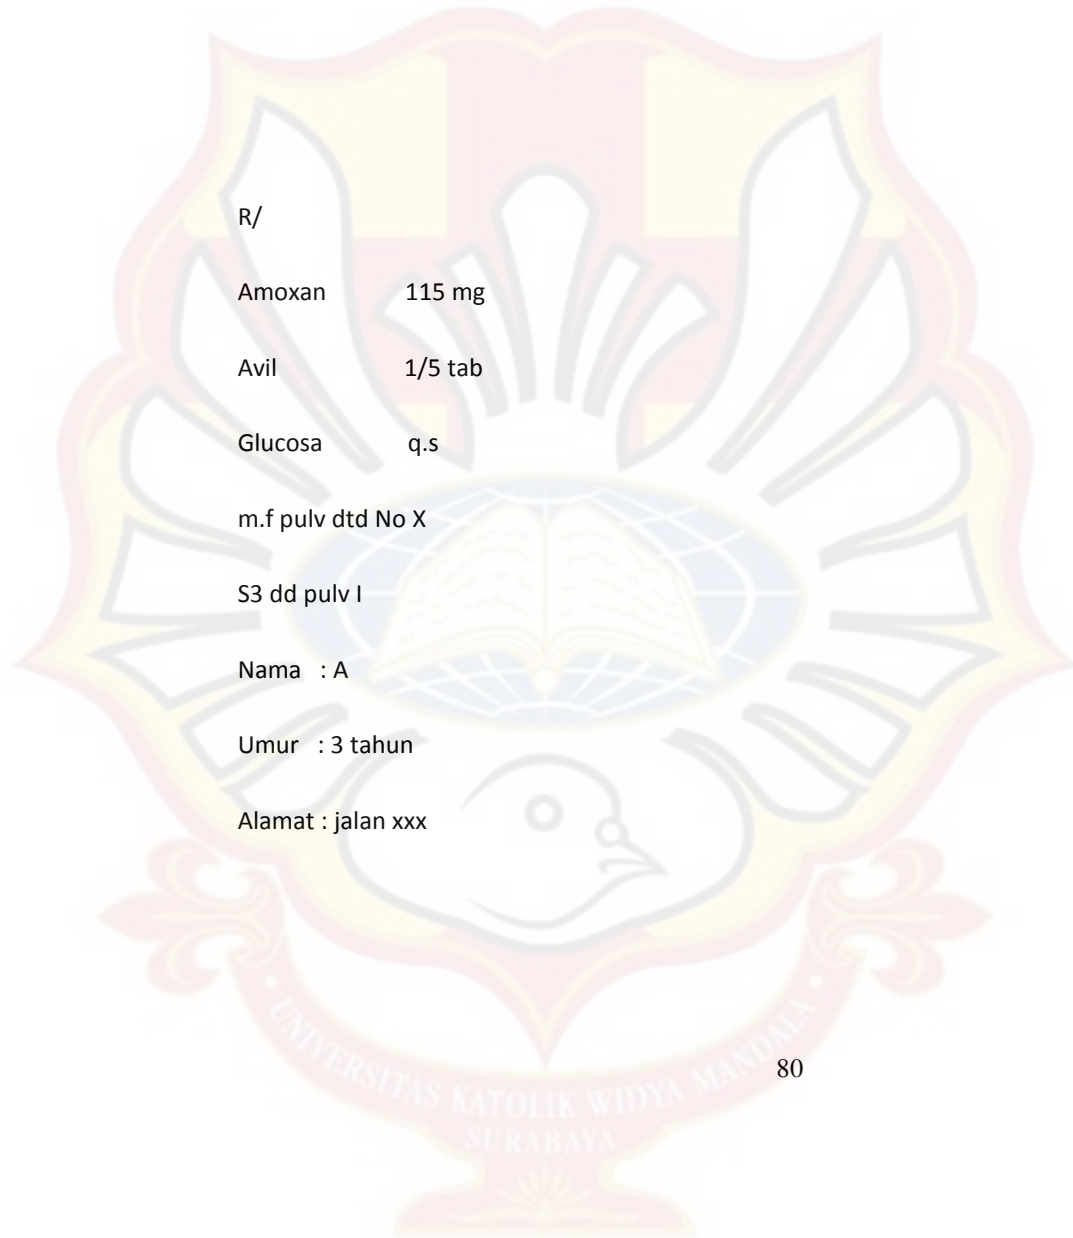 R/
Amoxan 115 mg
Avil 1/5 tab
Glucosa q.s
m.f pulv dtd No X
S3 dd pulv I
Nama : A
Umur : 3 tahun
Alamat : jalan xxx
80
• UNIVERSITAS KATOLIK WIDYA MANDALA •
SURABAYA